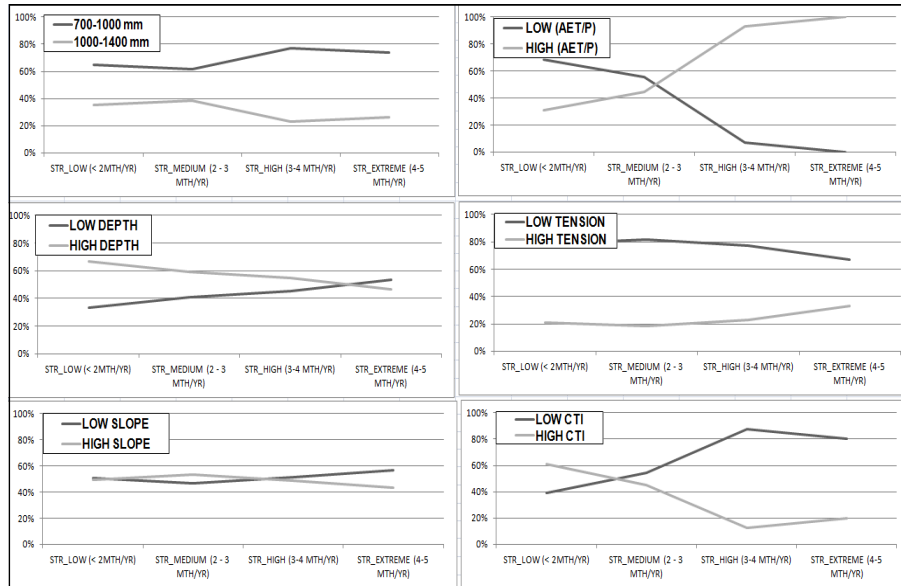 100%
80%
60%
40%
20%
0%
700-1000 mm
1000-1400 mm
STR_LOW (< 2MTH/YR)
STR_MEDIUM (2 - 3
MTH/YR)
STR_HIGH (3-4 MTH/YR)
STR_EXTREME (4-5
MTH/YR)
100%
80%
60%
40%
20%
0%
LOW (AET/P)
HIGH (AET/P)
STR_LOW (< 2MTH/YR)
STR_MEDIUM (2 - 3
MTH/YR)
STR_HIGH (3-4 MTH/YR)
STR_EXTREME (4-5
MTH/YR)
100%
80%
60%
40%
20%
0%
LOW DEPTH
HIGH DEPTH
STR_LOW (< 2MTH/YR)
STR_MEDIUM (2 - 3
MTH/YR)
STR_HIGH (3-4 MTH/YR)
STR_EXTREME (4-5
MTH/YR)
100%
80%
60%
40%
20%
0%
LOW TENSION
HIGH TENSION
STR_LOW (< 2MTH/YR)
STR_MEDIUM (2 - 3
MTH/YR)
STR_HIGH (3-4 MTH/YR)
STR_EXTREME (4-5
MTH/YR)
100%
80%
60%
40%
20%
0%
LOW SLOPE
HIGH SLOPE
STR_LOW (< 2MTH/YR)
STR_MEDIUM (2 - 3
MTH/YR)
STR_HIGH (3-4 MTH/YR)
STR_EXTREME (4-5
MTH/YR)
100%
80%
60%
40%
20%
0%
LOW CTI
HIGH CTI
STR_LOW (< 2MTH/YR)
STR_MEDIUM (2 - 3
MTH/YR)
STR_HIGH (3-4 MTH/YR)
STR_EXTREME (4-5
MTH/YR)